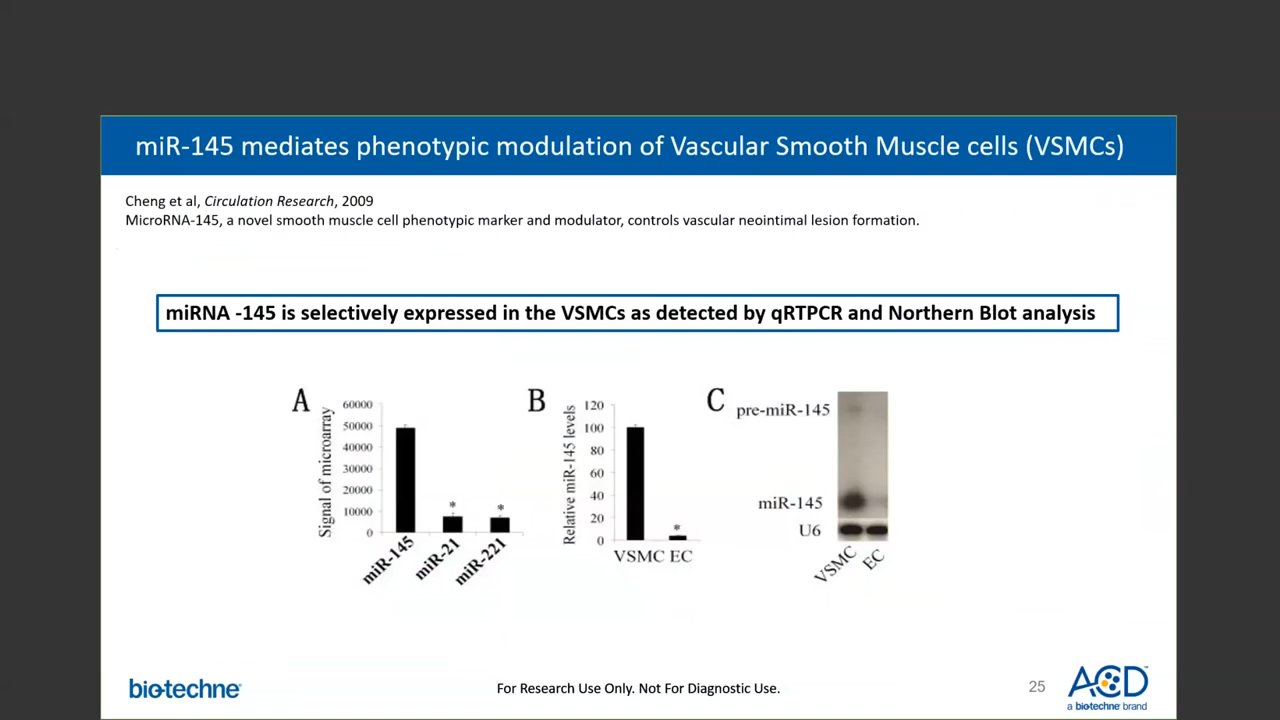 miR-145 mediates phenotypic modulation of Vascular Smooth Muscle cells (VSMCs)
Cheng et al, Circulation Research, 2009
MicroRNA-145, a novel smooth muscle cell phenotypic marker and modulator, controls vascular neointimal lesion formation.
miRNA -145 is selectively expressed in the VSMCs as detected by qRTPCR and Northern Blot analysis
A
Signal of microarray
60000
50000
40000
30000
20000
10000
0
*
*
miR-145
miR-21
miR-221
B
Relative miR-145 levels
120
100
80
60
40
20
0
*
VSMC EC
C
pre-miR-145
miR-145
U6
VSMC
EC
bio-techne®
For Research Use Only. Not For Diagnostic Use.
25
ACD™
a biotechne brand